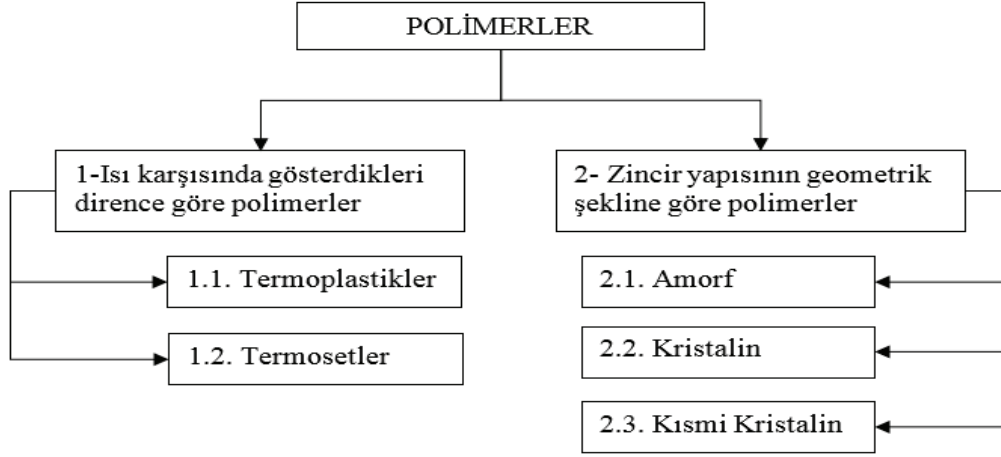 POLİMERLER
1-Isı karşısında gösterdikleri
dirence göre polimerler
1.1. Termoplastikler
1.2. Termosetler
2- Zincir yapısının geometrik
şekline göre polimerler
2.1. Amorf
2.2. Kristalin
2.3. Kısmi Kristalin